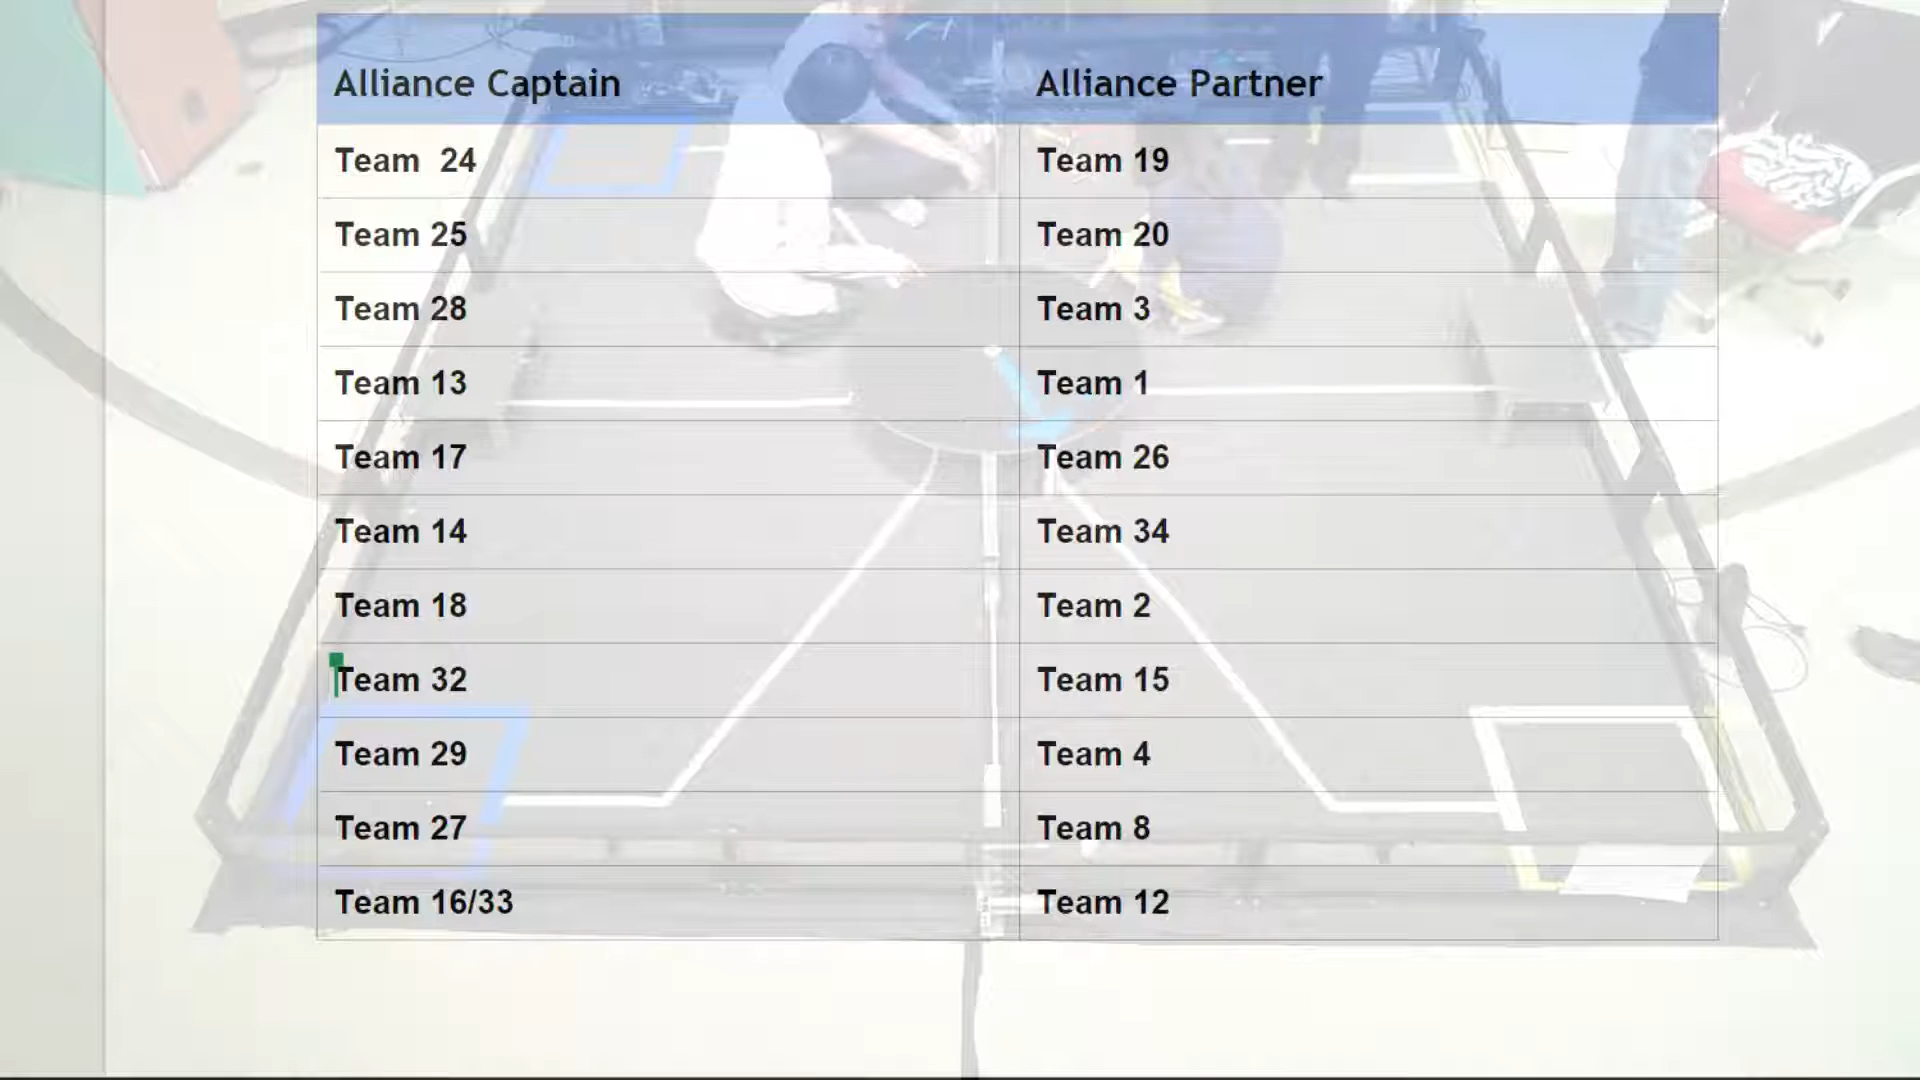 Alliance Captain Alliance Partner
Team 24 Team 19
Team 25 Team 20
Team 28 Team 3
Team 13 Team 1
Team 17 Team 26
Team 14 Team 34
Team 18 Team 2
Team 32 Team 15
Team 29 Team 4
Team 27 Team 8
Team 16/33 Team 12